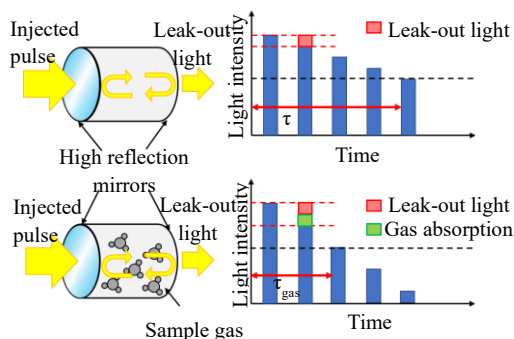 Injected
pulse
Leak-out
light
High reflection
mirrors
Light intensity
Leak-out light
τ
Time
Injected
pulse
Leak-out
light
Sample gas
Light intensity
Leak-out light
Gas absorption
τgas
Time